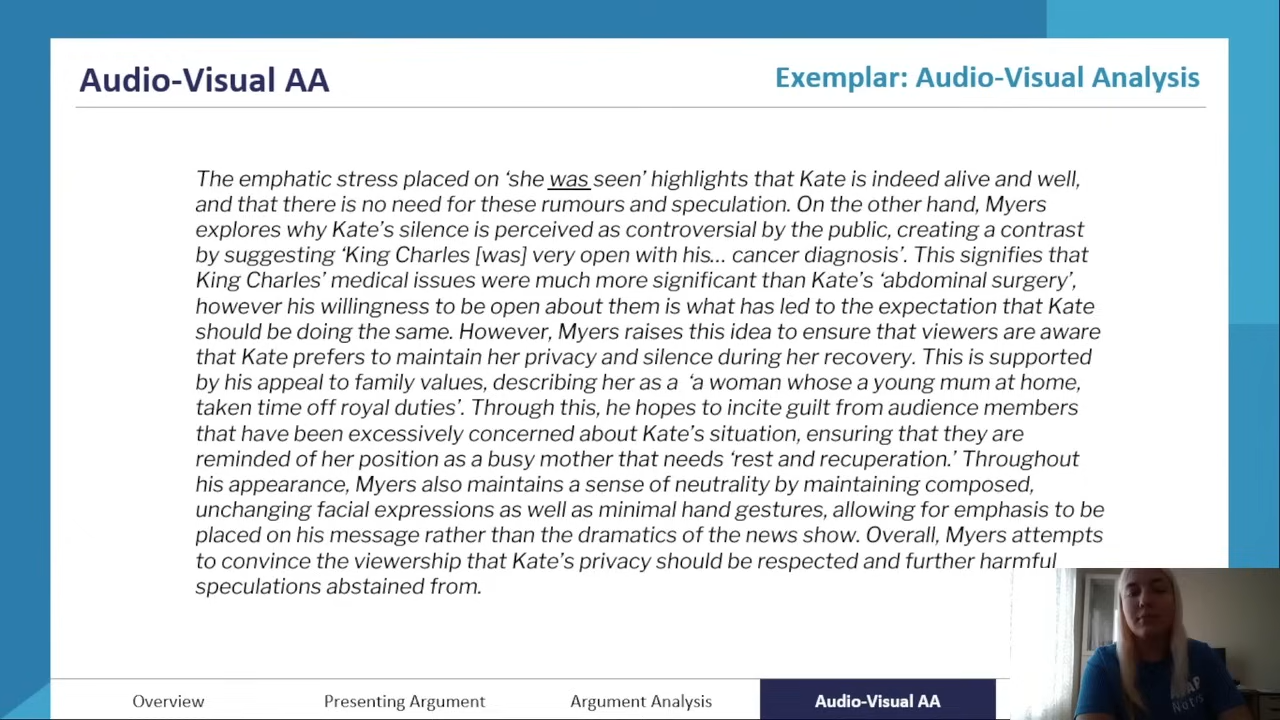 Audio-Visual AA
Exemplar: Audio-Visual Analysis
The emphatic stress placed on ‘she was seen’ highlights that Kate is indeed alive and well,
and that there is no need for these rumours and speculation. On the other hand, Myers
explores why Kate’s silence is perceived as controversial by the public, creating a contrast
by suggesting ‘King Charles [was] very open with his… cancer diagnosis’. This signifies that
King Charles’ medical issues were much more significant than Kate’s ‘abdominal surgery’,
however his willingness to be open about them is what has led to the expectation that Kate
should be doing the same. However, Myers raises this idea to ensure that viewers are aware
that Kate prefers to maintain her privacy and silence during her recovery. This is supported
by his appeal to family values, describing her as a ‘a woman whose a young mum at home,
taken time off royal duties’. Through this, he hopes to incite guilt from audience members
that have been excessively concerned about Kate’s situation, ensuring that they are
reminded of her position as a busy mother that needs ‘rest and recuperation.’ Throughout
his appearance, Myers also maintains a sense of neutrality by maintaining composed,
unchanging facial expressions as well as minimal hand gestures, allowing for emphasis to be
placed on his message rather than the dramatics of the news show. Overall, Myers attempts
to convince the viewership that Kate’s privacy should be respected and further harmful
speculations abstained from.
Overview
Presenting Argument
Argument Analysis
Audio-Visual AA